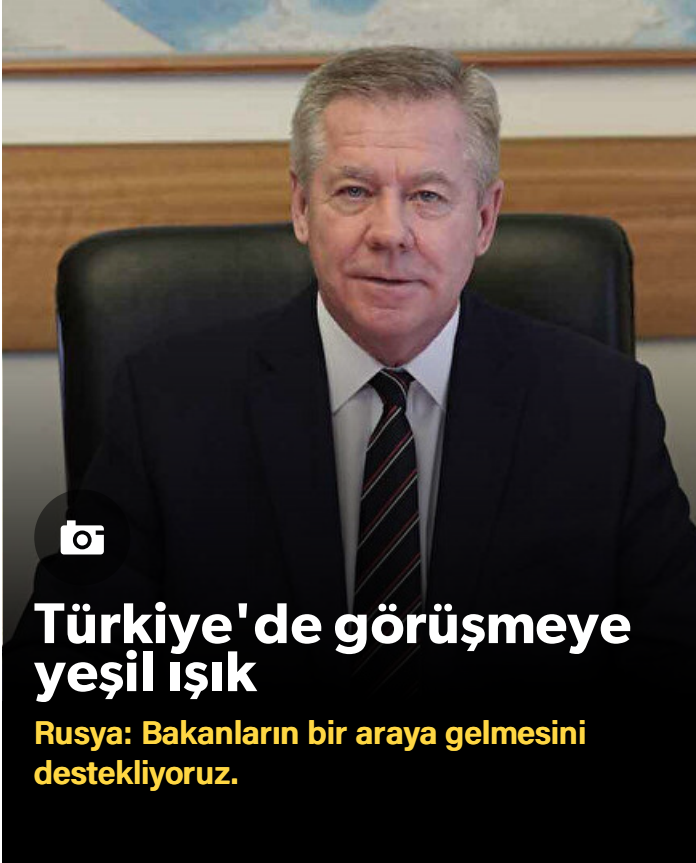 Türkiye'de görüşmeye
yeşil ışık
Rusya: Bakanların bir araya gelmesini
destekliyoruz.